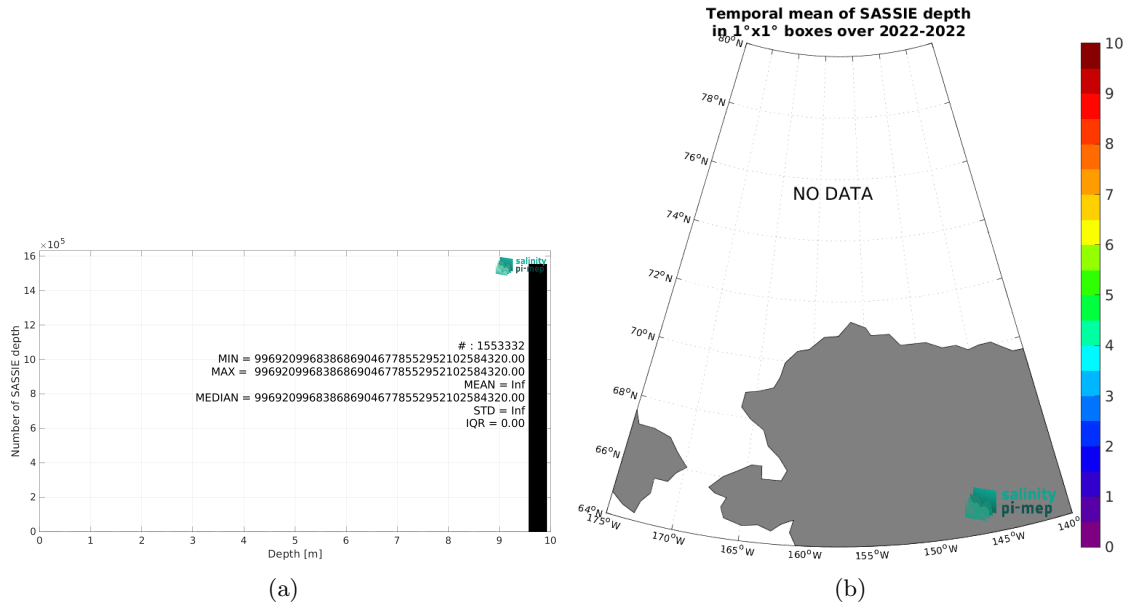 ×10⁵
16
14
12
10
8
6
4
2
0
Number of SASSIE depth
salinity
pi-mep
# : 1553332
MIN = 9969209968386869046778552952102584320.00
MAX = 9969209968386869046778552952102584320.00
MEAN = Inf
MEDIAN = 9969209968386869046778552952102584320.00
STD = Inf
IQR = 0.00
0 1 2 3 4 5 6 7 8 9 10
Depth [m]
(a)
Temporal mean of SASSIE depth
in 1°x1° boxes over 2022-2022
80°N
78°N
76°N
74°N
72°N
70°N
68°N
66°N
64°N
NO DATA
salinity
pi-mep
175°W 170°W 165°W 160°W 155°W 150°W 145°W 140°
10
9
8
7
6
5
4
3
2
1
0
(b)